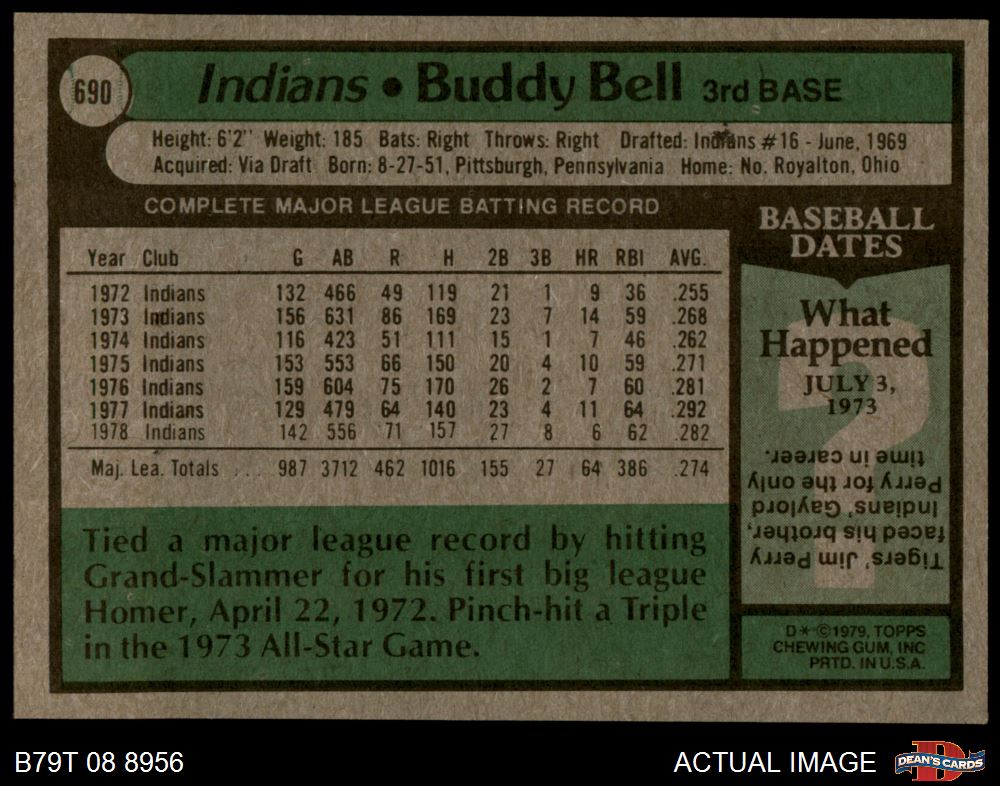 690
Indians • Buddy Bell 3rd BASE
Height: 6'2" Weight: 185 Bats: Right Throws: Right Drafted: Indians #16 - June, 1969
Acquired: Via Draft Born: 8-27-51, Pittsburgh, Pennsylvania Home: No. Royalton, Ohio
COMPLETE MAJOR LEAGUE BATTING RECORD
Year Club G AB R H 2B 3B HR RBI AVG.
1972 Indians 132 466 49 119 21 1 9 36 .255
1973 Indians 156 631 86 169 23 7 14 59 .268
1974 Indians 116 423 51 111 15 1 7 46 .262
1975 Indians 153 553 66 150 20 4 10 59 .271
1976 Indians 159 604 75 170 26 2 7 60 .281
1977 Indians 129 479 64 140 23 4 11 64 .292
1978 Indians 142 556 71 157 27 8 6 62 .282
Maj. Lea. Totals . . . 987 3712 462 1016 155 27 64 386 .274
Tied a major league record by hitting
Grand-Slammer for his first big league
Homer, April 22, 1972. Pinch-hit a Triple
in the 1973 All-Star Game.
BASEBALL
DATES
What
Happened
JULY 3,
1973
?
Tigers' Jim Perry
faced his brother,
Indians' Gaylord
Perry for the only
time in career.
D✶©1979, TOPPS
CHEWING GUM, INC
PRTD. IN U.S.A.
B79T 08 8956
ACTUAL IMAGE
D
DEAN'S CARDS